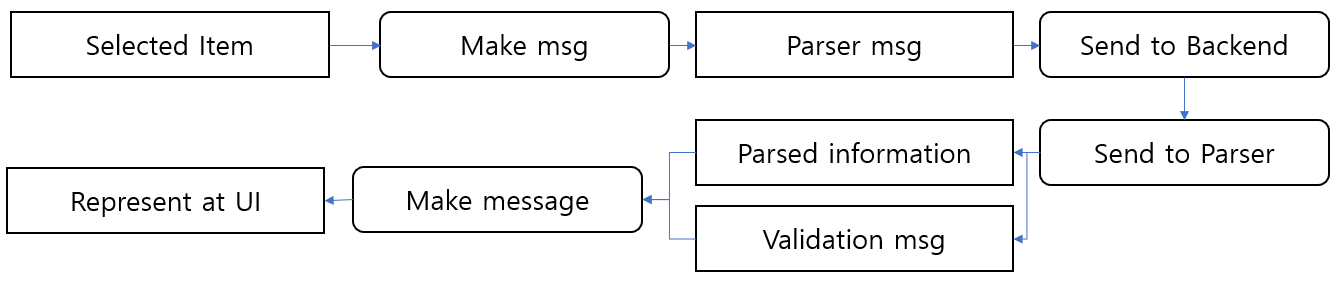 Selected Item
Make msg
Parser msg
Send to Backend
Send to Parser
Parsed information
Validation msg
Make message
Represent at UI